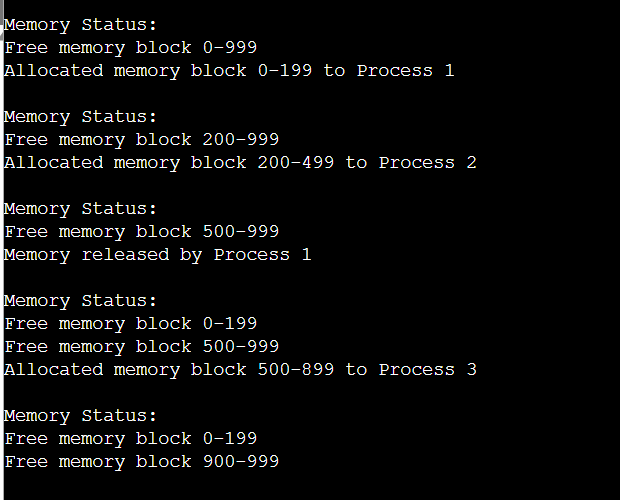 Memory Status:
Free memory block 0-999
Allocated memory block 0-199 to Process 1
Memory Status:
Free memory block 200-999
Allocated memory block 200-499 to Process 2
Memory Status:
Free memory block 500-999
Memory released by Process 1
Memory Status:
Free memory block 0-199
Free memory block 500-999
Allocated memory block 500-899 to Process 3
Memory Status:
Free memory block 0-199
Free memory block 900-999